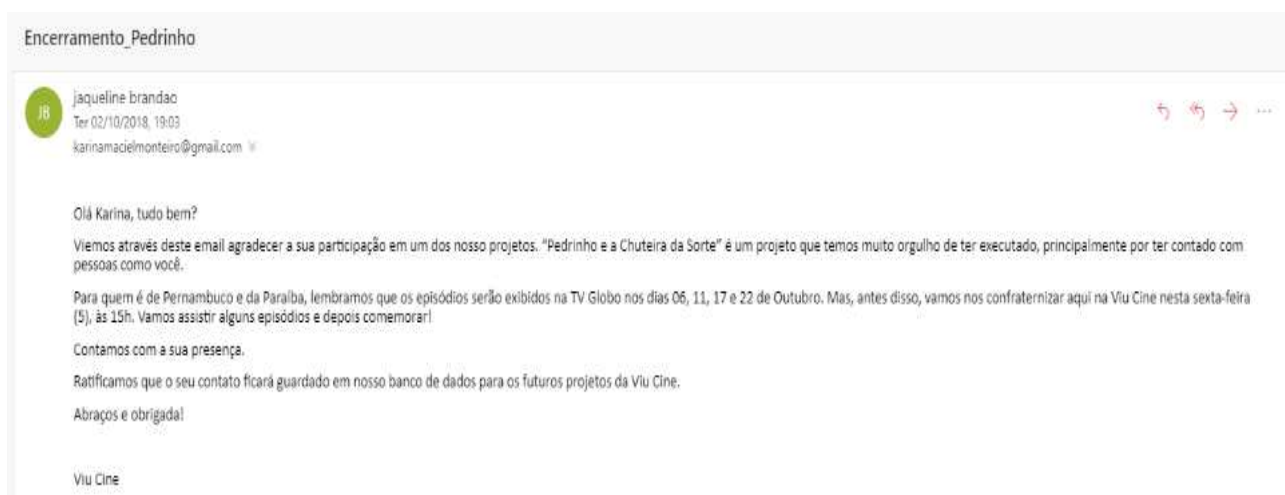 Encerramento_Pedrinho
JB
jaqueline brandao
Ter 02/10/2018, 19:03
karinamacielmonteiro@gmail.com
Olá Karina, tudo bem?
Viemos através deste email agradecer a sua participação em um dos nosso projetos. "Pedrinho e a Chuteira da Sorte" é um projeto que temos muito orgulho de ter executado, principalmente por ter contado com
pessoas como você.
Para quem é de Pernambuco e da Paraíba, lembramos que os episódios serão exibidos na TV Globo nos dias 06, 11, 17 e 22 de Outubro. Mas, antes disso, vamos nos confraternizar aqui na Viu Cine nesta sexta-feira
(5), às 15h. Vamos assistir alguns episódios e depois comemorar!
Contamos com a sua presença.
Ratificamos que o seu contato ficará guardado em nosso banco de dados para os futuros projetos da Viu Cine.
Abraços e obrigada!
Viu Cine